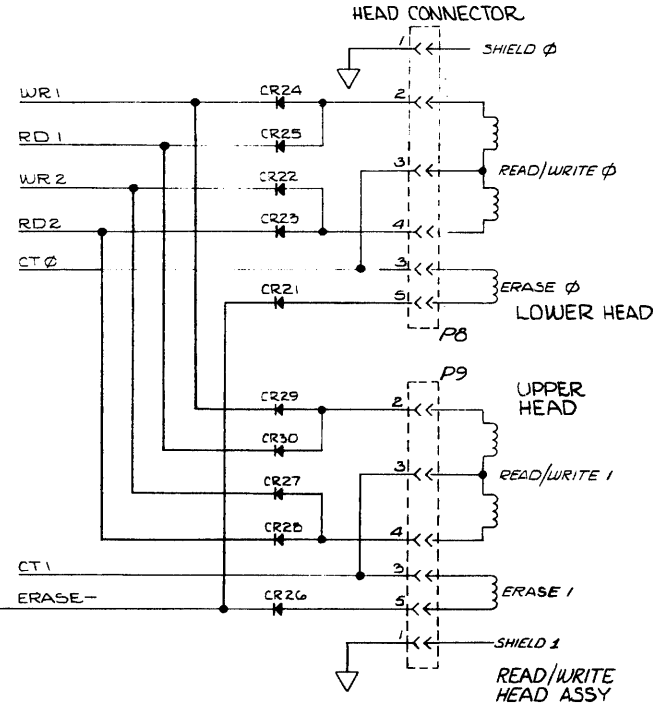 HEAD CONNECTOR
1 SHIELD Ø
WR1 CR24 2
RD1 CR25
3 READ/WRITE Ø
WR2 CR22
RD2 CR23 4
CTØ 3
CR21 5 ERASE Ø
LOWER HEAD
P8
P9
UPPER
HEAD
CR29 2
CR30
3 READ/WRITE 1
CR27
CR28 4
CT1 3
ERASE 1
ERASE- CR26 5
1 SHIELD 1
READ/WRITE
HEAD ASSY